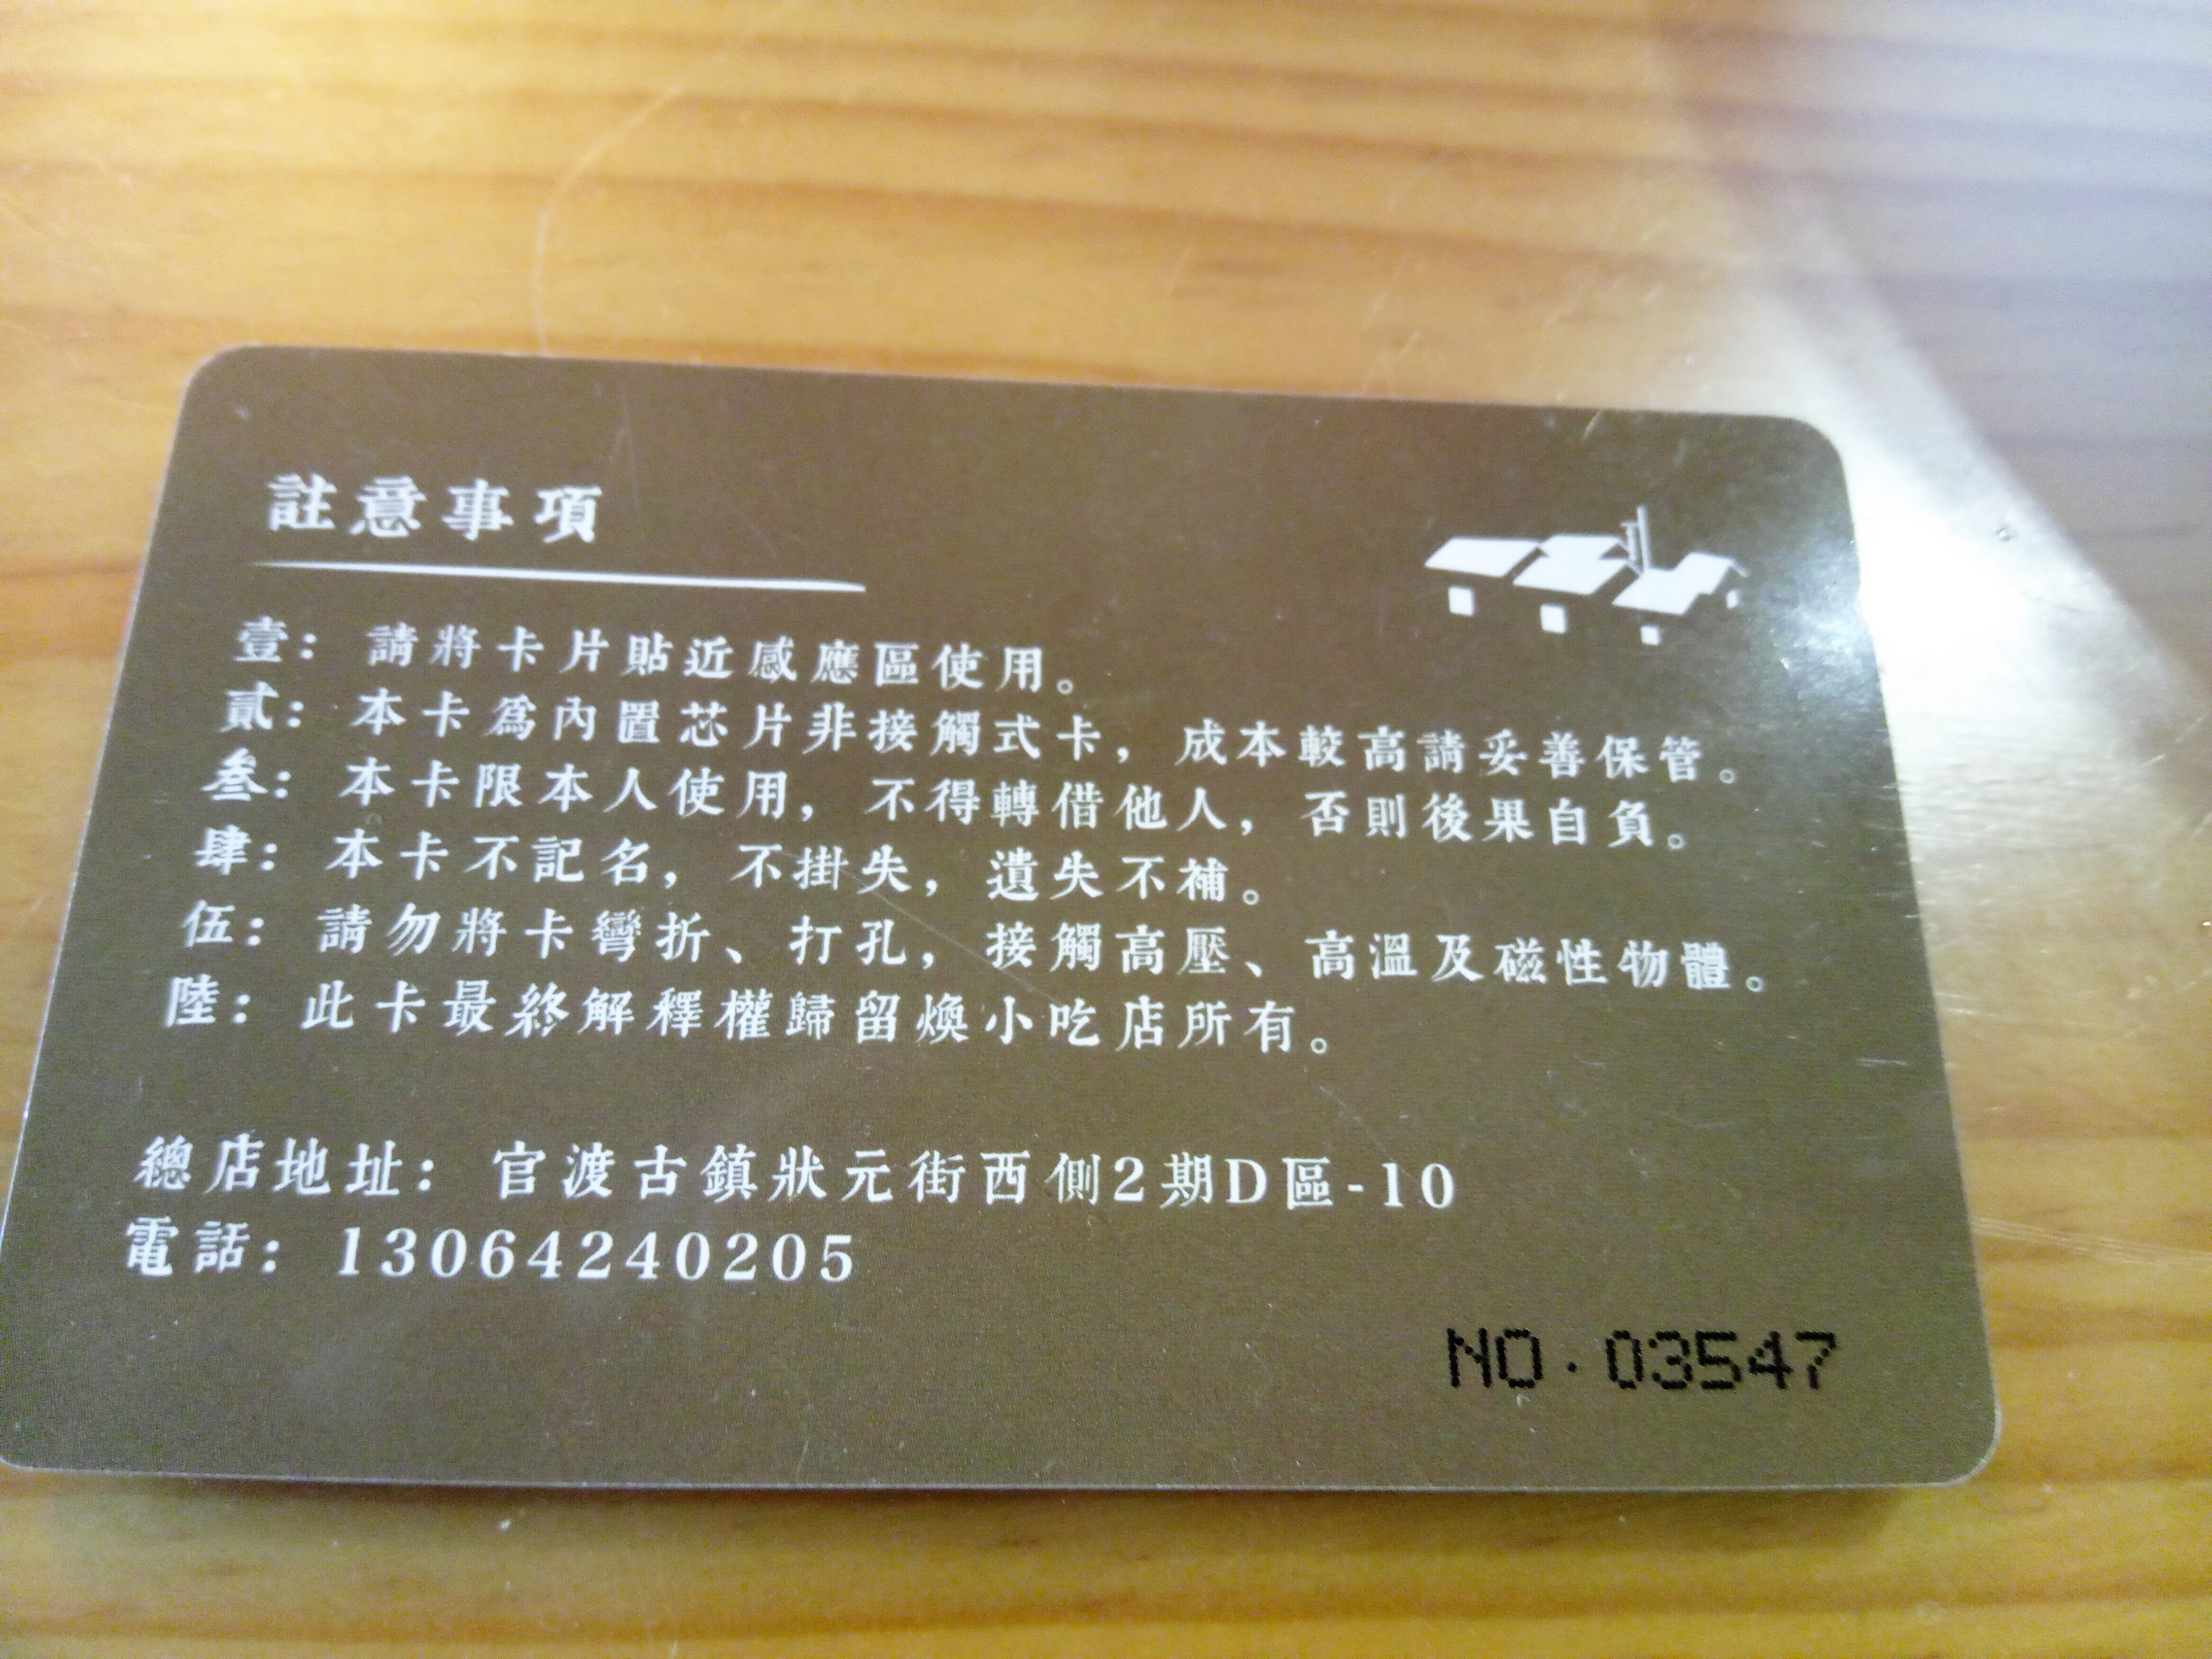 註意事項
壹：請將卡片貼近感應區使用。
貳：本卡爲內置芯片非接觸式卡，成本較高請妥善保管。
叁：本卡限本人使用，不得轉借他人，否則後果自負。
肆：本卡不記名，不掛失，遺失不補。
伍：請勿將卡彎折、打孔，接觸高壓、高溫及磁性物體。
陸：此卡最終解釋權歸留煥小吃店所有。
總店地址：官渡古鎮狀元街西側2期D區-10
電話：13064240205
NO·03547